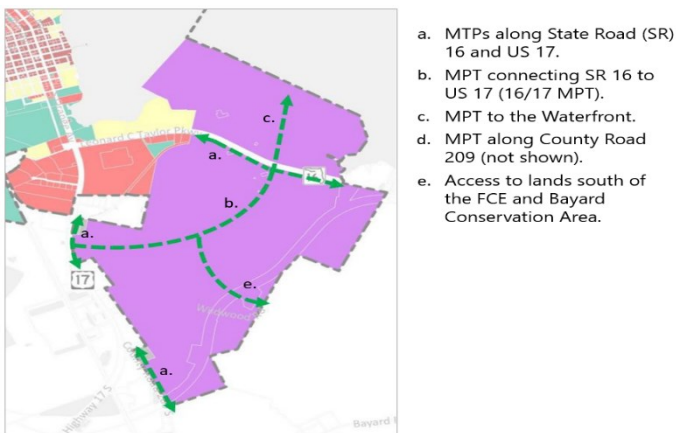 a. MTPs along State Road (SR)
16 and US 17.
b. MPT connecting SR 16 to
US 17 (16/17 MPT).
c. MPT to the Waterfront.
d. MPT along County Road
209 (not shown).
e. Access to lands south of
the FCE and Bayard
Conservation Area.
c.
C Taylor Pkwy
a.
b.
a.
17
e.
Wildwood
a.
Highway 17 S
Bayard